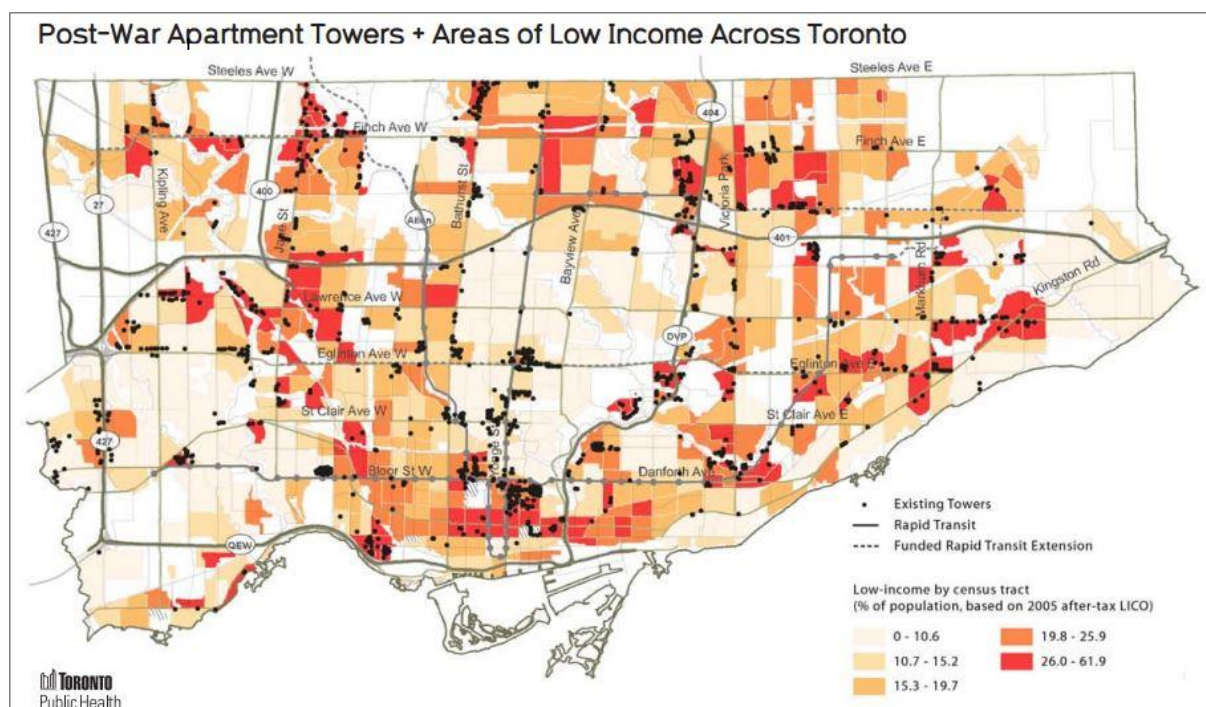 Post-War Apartment Towers + Areas of Low Income Across Toronto
Steeles Ave W
Steeles Ave E
404
Finch Ave W
Finch Ave E
Kipling Ave
27
400
Jane St
Allen
Bathurst St
Bayview Ave
Victoria Park
427
401
Markham Rd
Kingston Rd
Lawrence Ave W
DVP
Eglinton Ave W
Eglinton Ave E
St Clair Ave W
St Clair Ave E
427
Yonge St
Bloor St W
Danforth Ave
QEW
Existing Towers
Rapid Transit
Funded Rapid Transit Extension
Low-income by census tract
(% of population, based on 2005 after-tax LICO)
0 - 10.6
19.8 - 25.9
10.7 - 15.2
26.0 - 61.9
15.3 - 19.7
TORONTO
Public Health